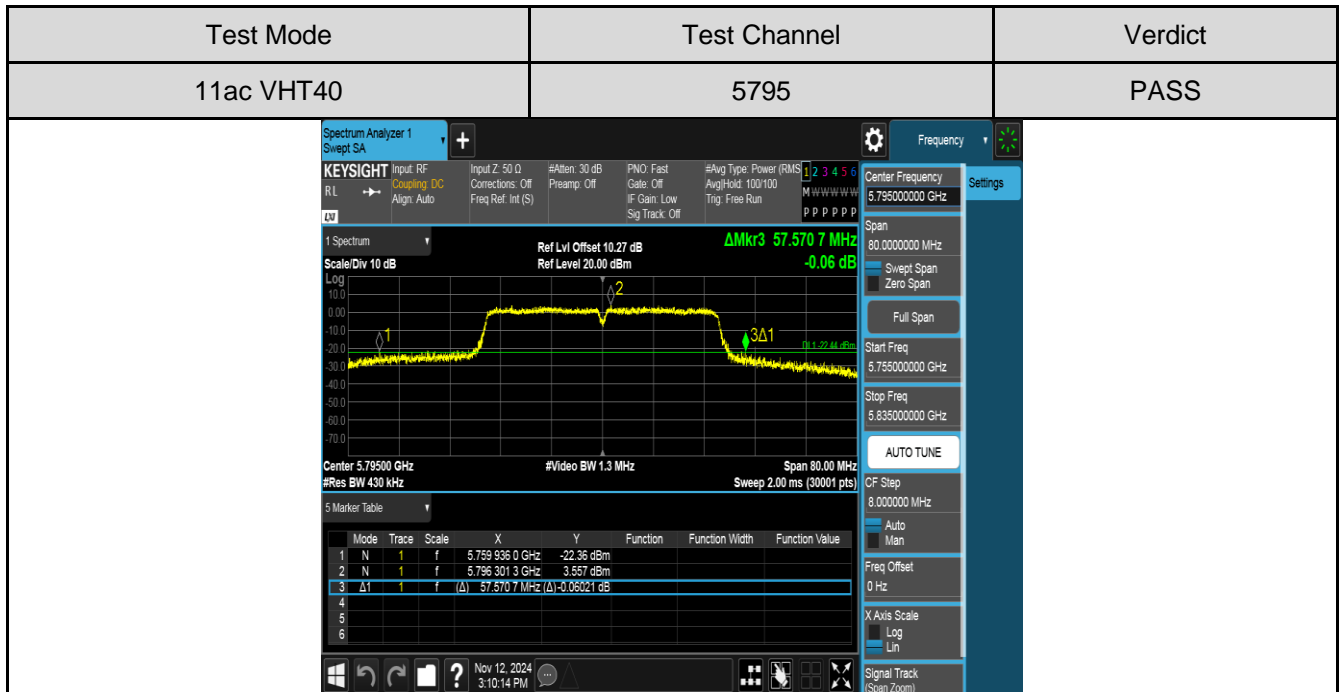 Test Mode Test Channel Verdict
11ac VHT40 5795 PASS
Spectrum Analyzer 1
Swept SA
+
Frequency
KEYSIGHT Input: RF Input Z: 50 Ω #Atten: 30 dB PNO: Fast #Avg Type: Power (RMS 1 2 3 4 5 6
RL Coupling: DC Corrections: Off Preamp: Off Gate: Off Avg|Hold: 100/100 M W W W W W
Align: Auto Freq Ref: Int (S) IF Gain: Low Trig: Free Run
LXI Sig Track: Off P P P P P P
Center Frequency
5.795000000 GHz
Settings
1 Spectrum
Ref Lvl Offset 10.27 dB ΔMkr3 57.570 7 MHz
Scale/Div 10 dB Ref Level 20.00 dBm -0.06 dB
Log
10.0
0.00
-10.0
-20.0
-30.0
-40.0
-50.0
-60.0
-70.0
1
2
3Δ1
DL1 -22.44 dBm
Center 5.79500 GHz #Video BW 1.3 MHz Span 80.00 MHz
#Res BW 430 kHz Sweep 2.00 ms (30001 pts)
Span
80.0000000 MHz
Swept Span
Zero Span
Full Span
Start Freq
5.755000000 GHz
Stop Freq
5.835000000 GHz
AUTO TUNE
CF Step
8.000000 MHz
Auto
Man
Freq Offset
0 Hz
X Axis Scale
Log
Lin
Signal Track
(Span Zoom)
5 Marker Table
Mode Trace Scale X Y Function Function Width Function Value
1 N 1 f 5.759 936 0 GHz -22.36 dBm
2 N 1 f 5.796 301 3 GHz 3.557 dBm
3 Δ1 1 f (Δ) 57.570 7 MHz (Δ) -0.06021 dB
4
5
6
? Nov 12, 2024
3:10:14 PM